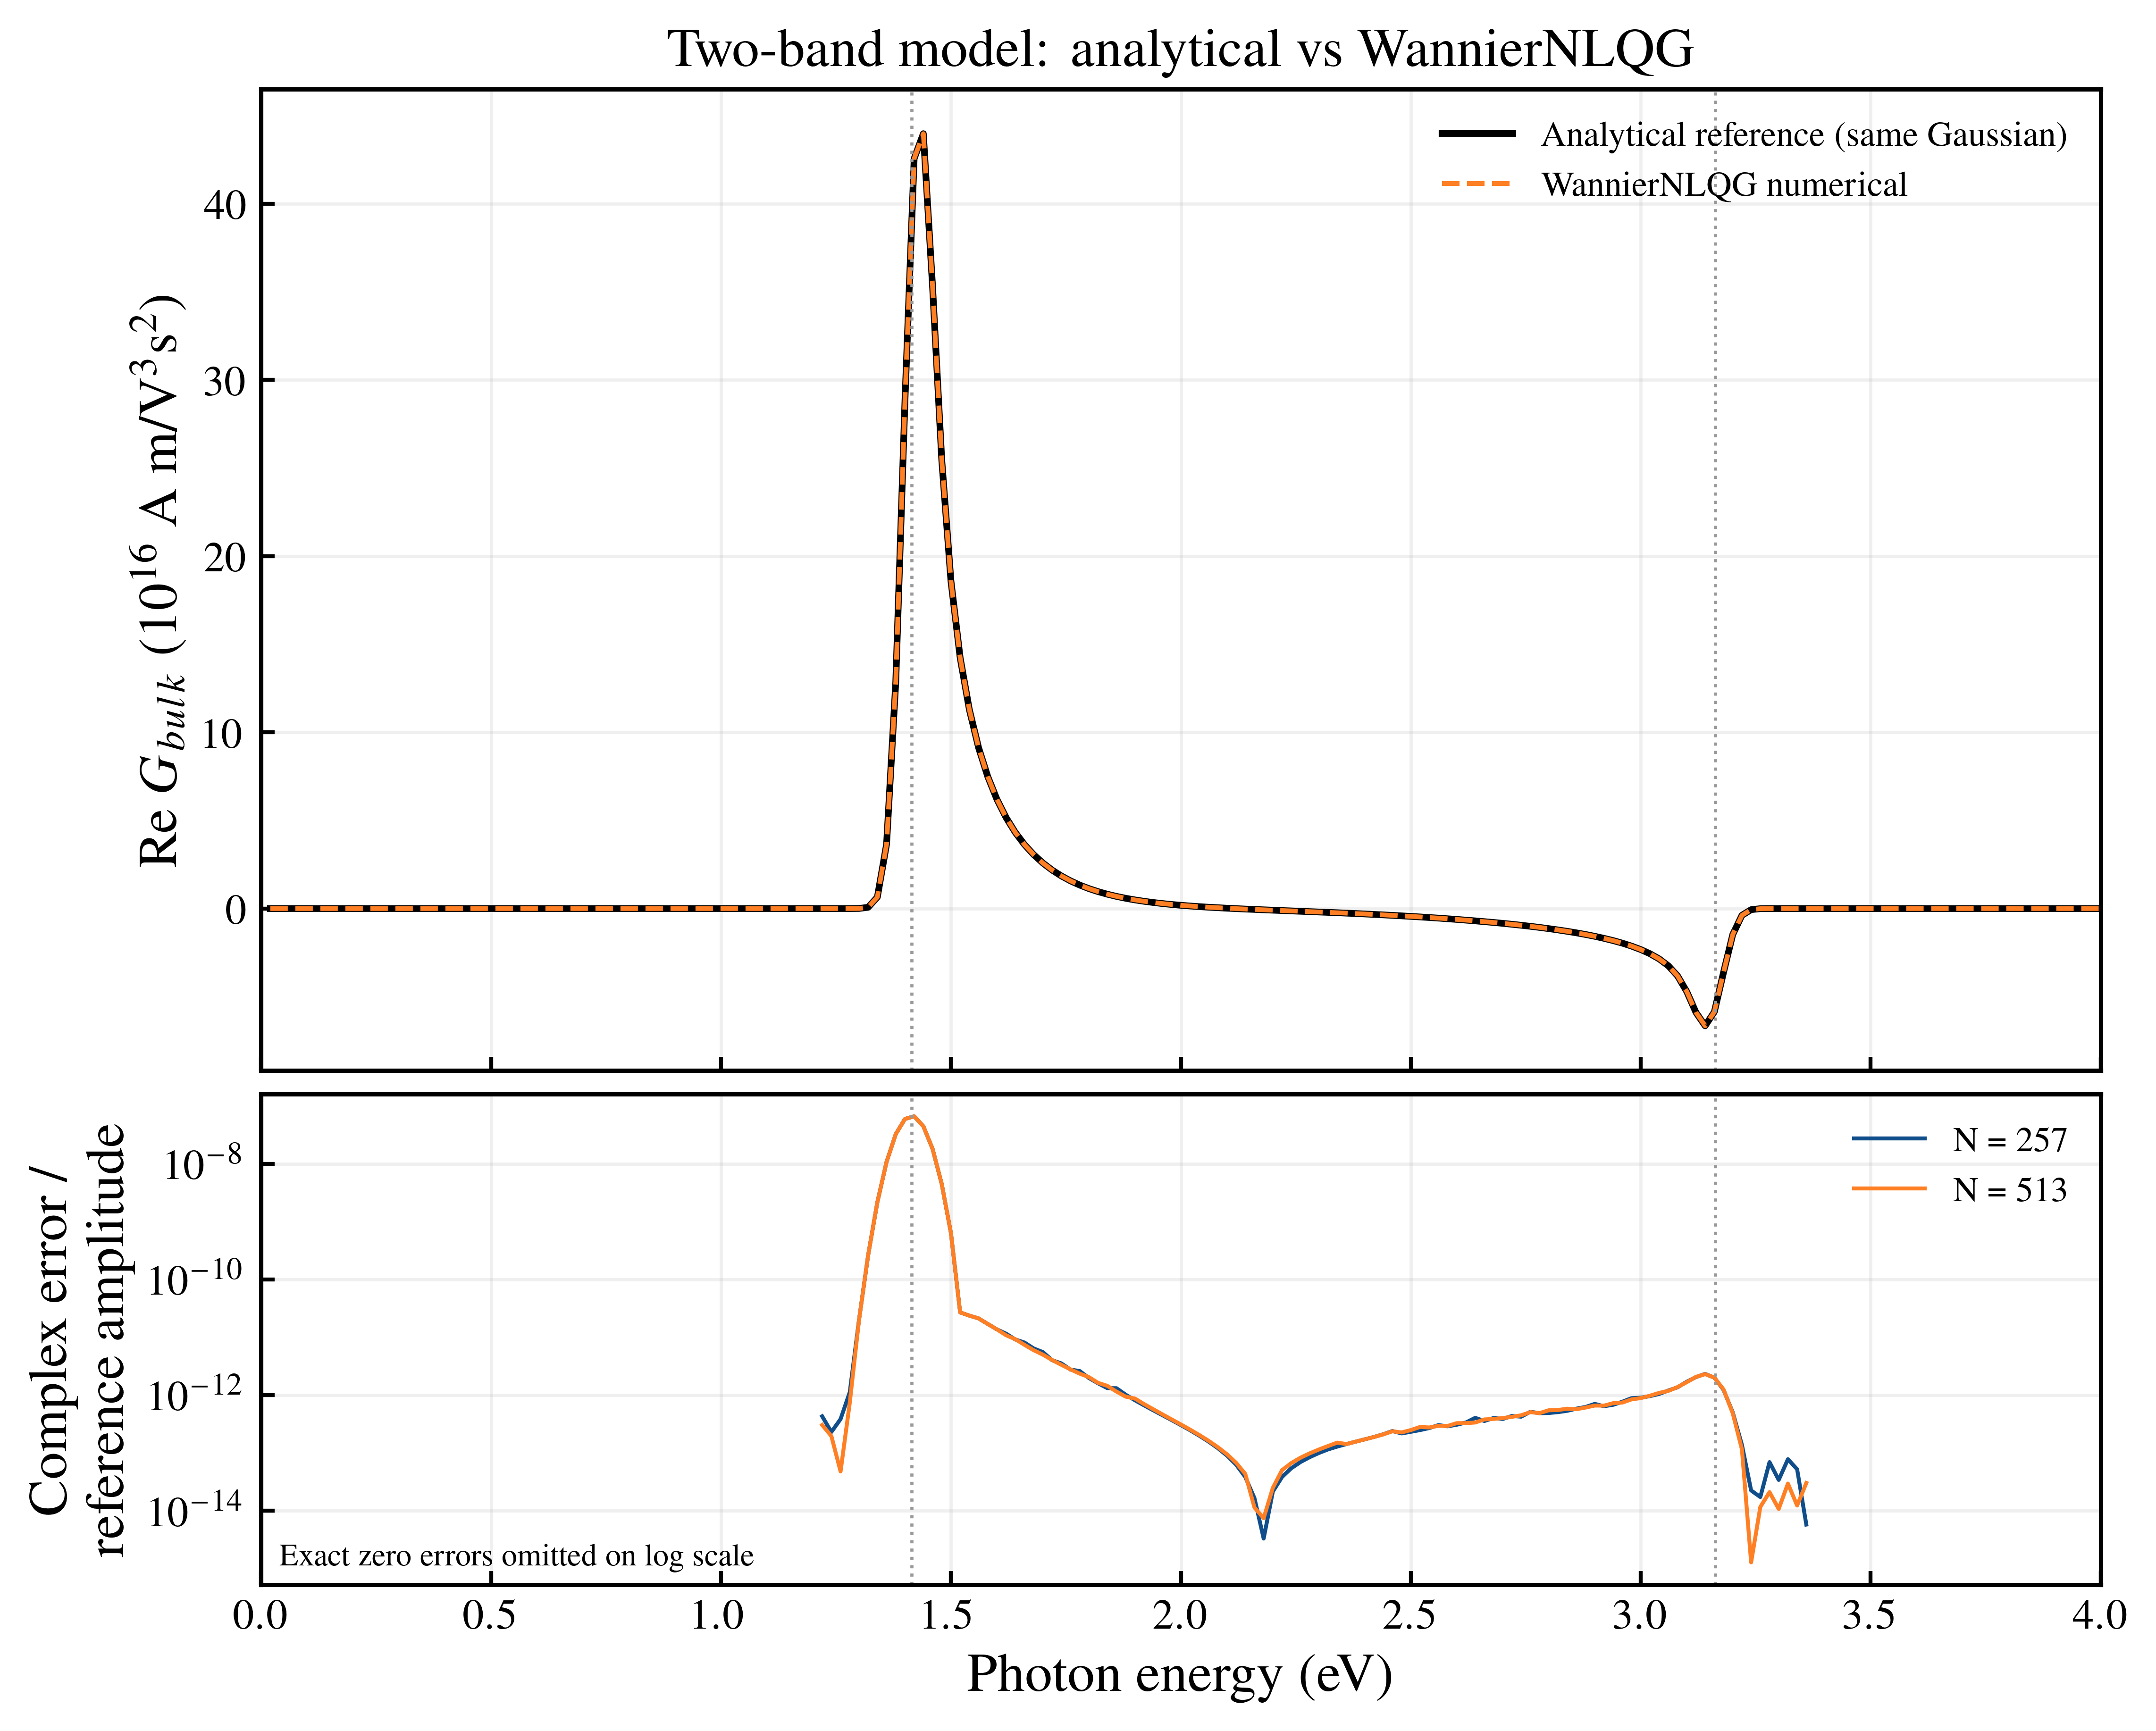 Two-band model: analytical vs WannierNLQG
Analytical reference (same Gaussian)
WannierNLQG numerical
Re G_{bulk} (10^{16} A m/V^3s^2)
40
30
20
10
0
Complex error /
reference amplitude
N = 257
N = 513
10^{-8}
10^{-10}
10^{-12}
10^{-14}
Exact zero errors omitted on log scale
0.0 0.5 1.0 1.5 2.0 2.5 3.0 3.5 4.0
Photon energy (eV)